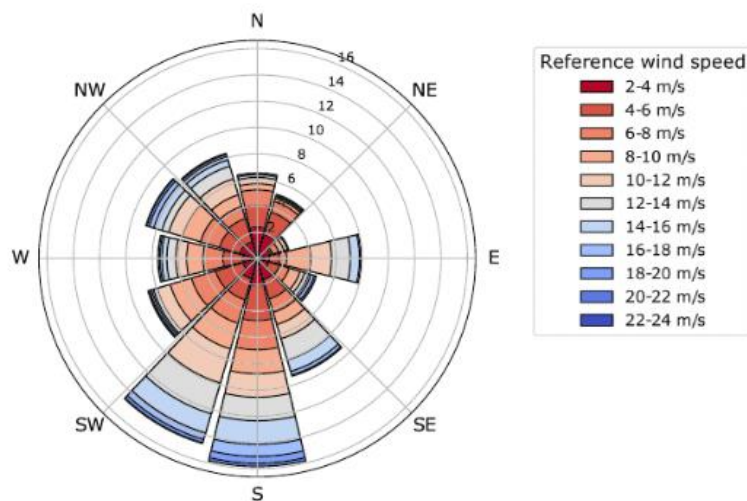 N
16
14
12
10
8
6
2
NW
NE
W
E
SW
SE
S
Reference wind speed
2-4 m/s
4-6 m/s
6-8 m/s
8-10 m/s
10-12 m/s
12-14 m/s
14-16 m/s
16-18 m/s
18-20 m/s
20-22 m/s
22-24 m/s